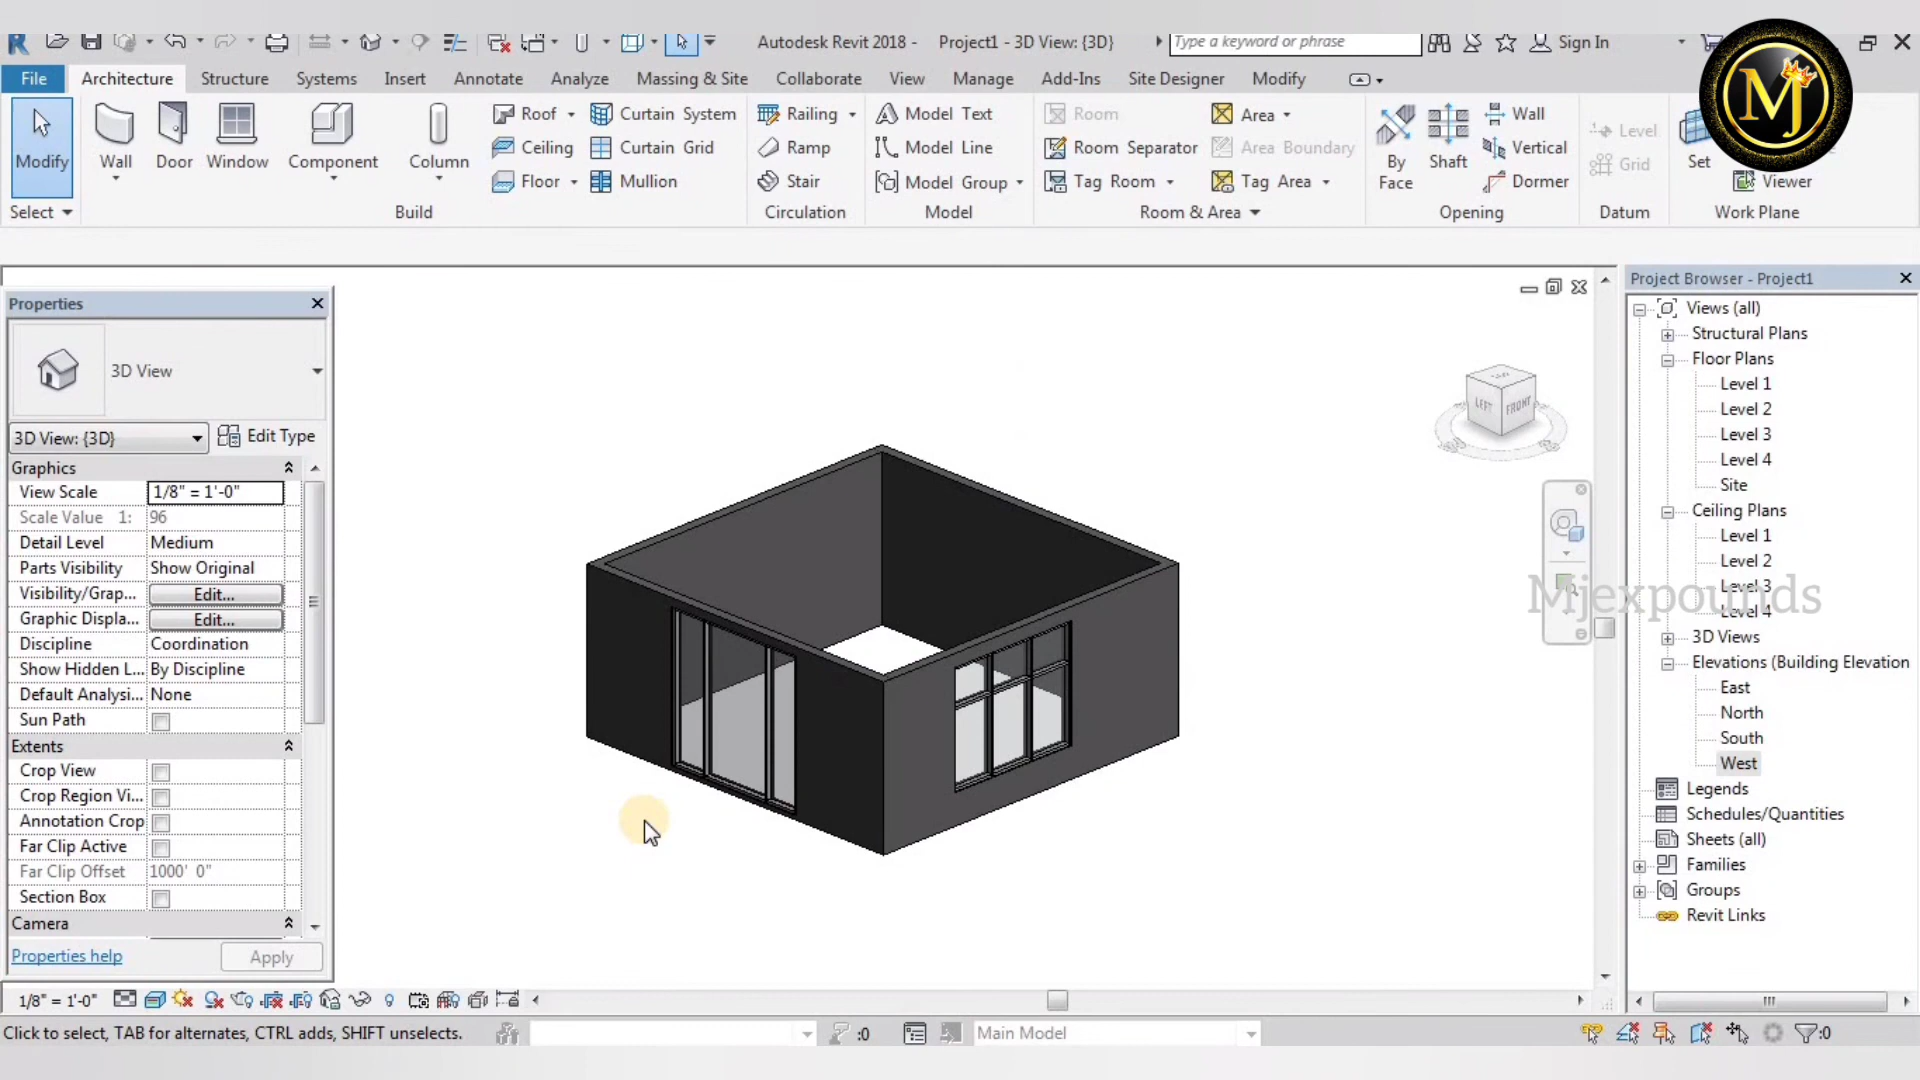 Autodesk Revit 2018 - Project1 - 3D View: {3D}
Type a keyword or phrase
Sign In
MJ
File Architecture Structure Systems Insert Annotate Analyze Massing & Site Collaborate View Manage Add-Ins Site Designer Modify
Modify
Wall
Door
Window
Component
Column
Roof
Ceiling
Floor
Curtain System
Curtain Grid
Mullion
Railing
Ramp
Stair
Model Text
Model Line
Model Group
Room
Room Separator
Tag Room
Area
Area Boundary
Tag Area
By
Face
Shaft
Wall
Vertical
Dormer
Level
Grid
Set
Viewer
Select Build Circulation Model Room & Area Opening Datum Work Plane
Properties
3D View
3D View: {3D}
Edit Type
Graphics
View Scale 1/8" = 1'-0"
Scale Value 1: 96
Detail Level Medium
Parts Visibility Show Original
Visibility/Grap... Edit...
Graphic Displa... Edit...
Discipline Coordination
Show Hidden L... By Discipline
Default Analysi... None
Sun Path
Extents
Crop View
Crop Region Vi...
Annotation Crop
Far Clip Active
Far Clip Offset 1000' 0"
Section Box
Camera
Properties help
Apply
LEFT
FRONT
Project Browser - Project1
Views (all)
Structural Plans
Floor Plans
Level 1
Level 2
Level 3
Level 4
Site
Ceiling Plans
Level 1
Level 2
Level 3
Level 4
Mjexpounds
3D Views
Elevations (Building Elevation
East
North
South
West
Legends
Schedules/Quantities
Sheets (all)
Families
Groups
Revit Links
1/8" = 1'-0"
Click to select, TAB for alternates, CTRL adds, SHIFT unselects.
:0
Main Model
:0